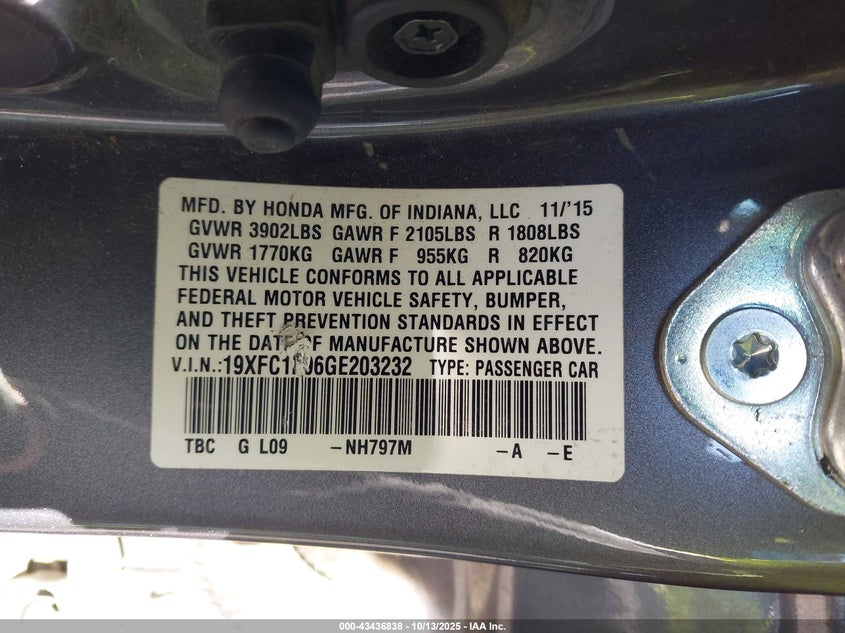 MFD. BY HONDA MFG. OF INDIANA, LLC 11/'15
GVWR 3902LBS GAWR F 2105LBS R 1808LBS
GVWR 1770KG GAWR F 955KG R 820KG
THIS VEHICLE CONFORMS TO ALL APPLICABLE
FEDERAL MOTOR VEHICLE SAFETY, BUMPER,
AND THEFT PREVENTION STANDARDS IN EFFECT
ON THE DATE OF MANUFACTURE SHOWN ABOVE.
V.I.N.: TYPE: PASSENGER CAR
TBC G L09 -NH797M -A -E
000-43436838 - 10/13/2025 - IAA Inc.